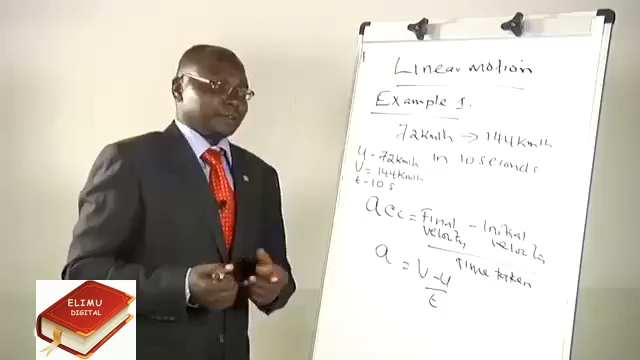 Linear motion
Example 1.
72km/h → 144km/h
in 10 seconds
u - 72km/h
v = 144km/h
t - 10 s
Acc = Final velocity - Initial velocity
Time taken
a = v - u
t
ELIMU
DIGITAL